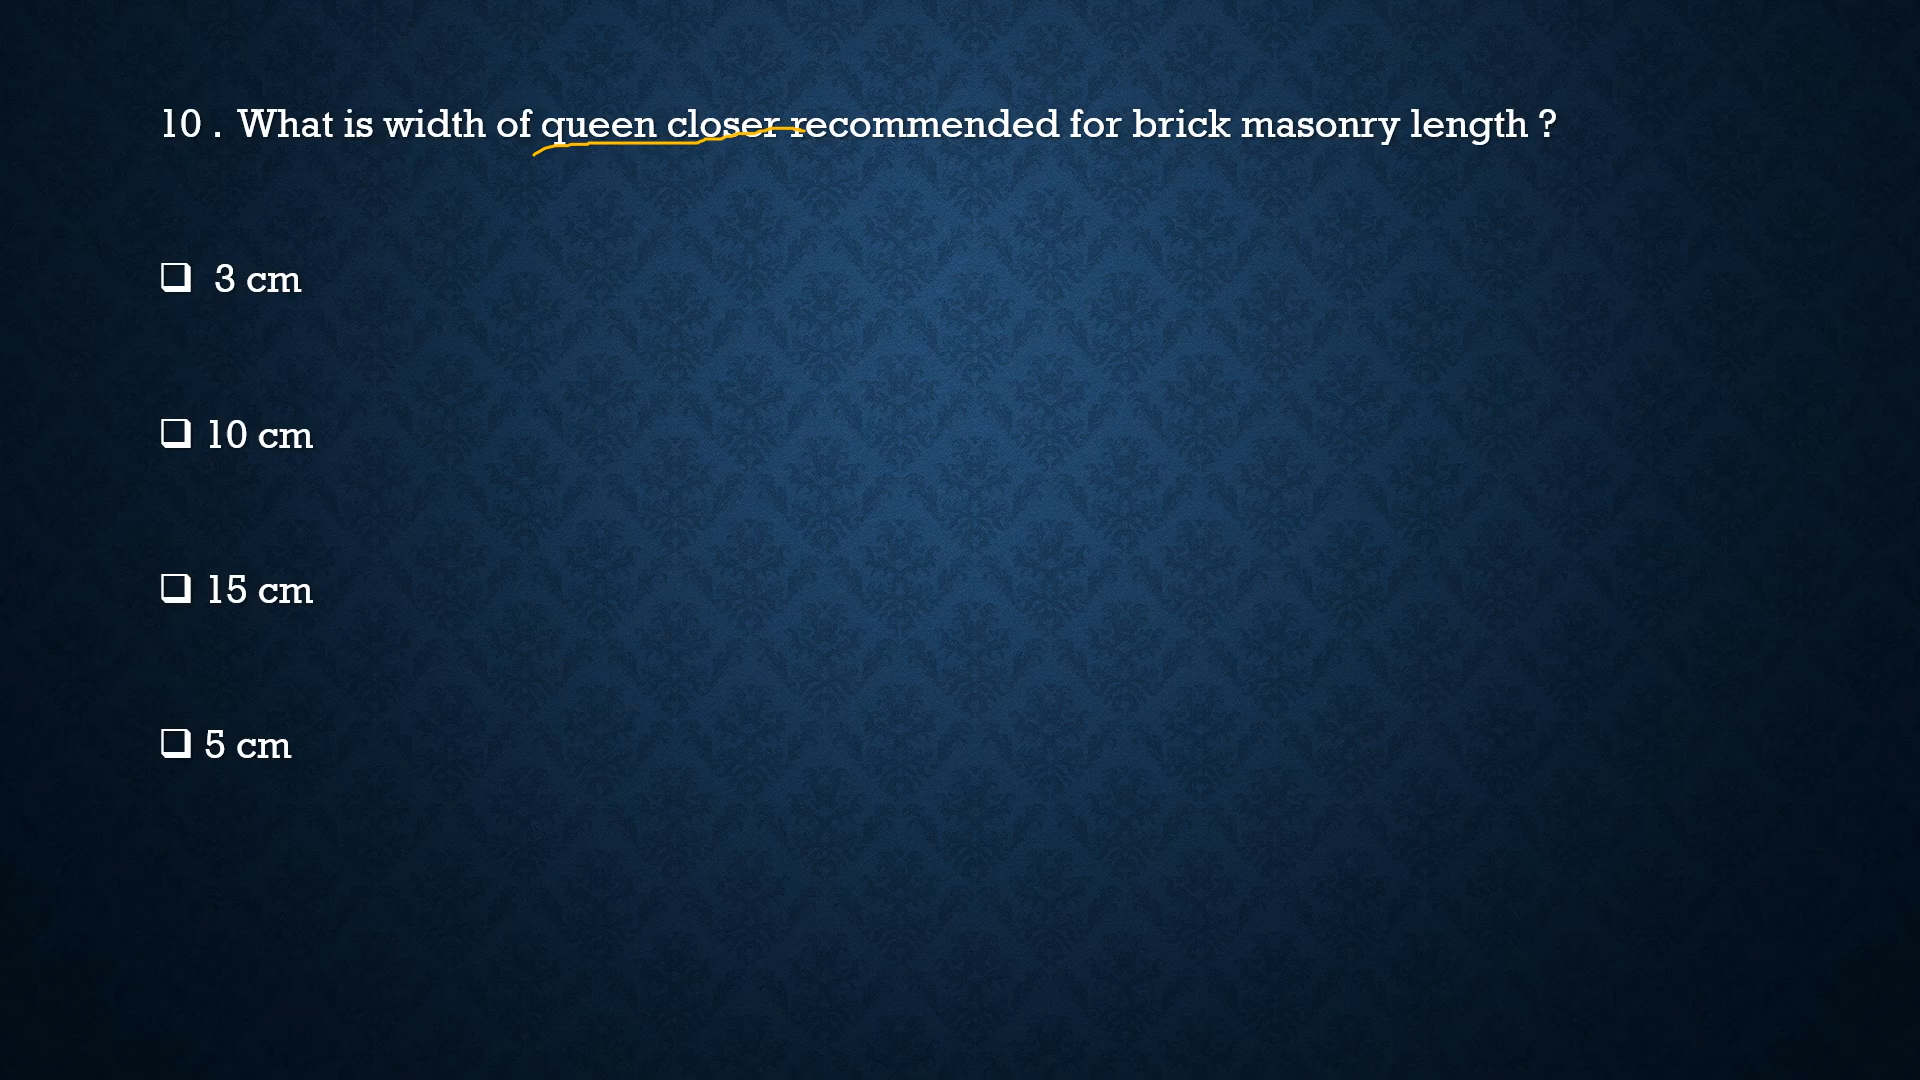 10 . What is width of queen closer recommended for brick masonry length ?
❑ 3 cm
❑ 10 cm
❑ 15 cm
❑ 5 cm